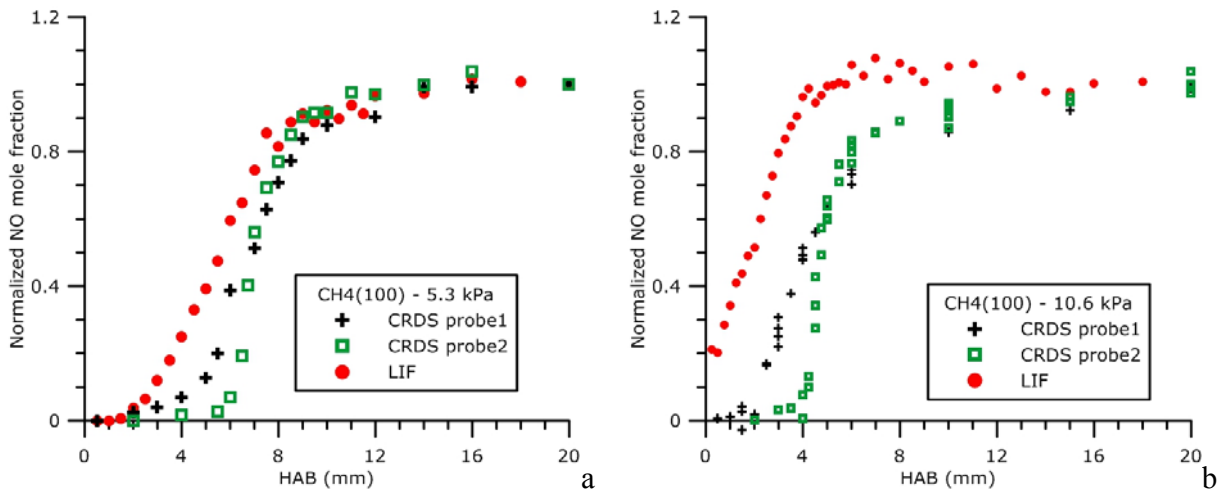 1.2
0.8
0.4
0
Normalized NO mole fraction
0 4 8 12 16 20
HAB (mm)
CH4(100) - 5.3 kPa
CRDS probe1
CRDS probe2
LIF
a
1.2
0.8
0.4
0
Normalized NO mole fraction
0 4 8 12 16 20
HAB (mm)
CH4(100) - 10.6 kPa
CRDS probe1
CRDS probe2
LIF
b